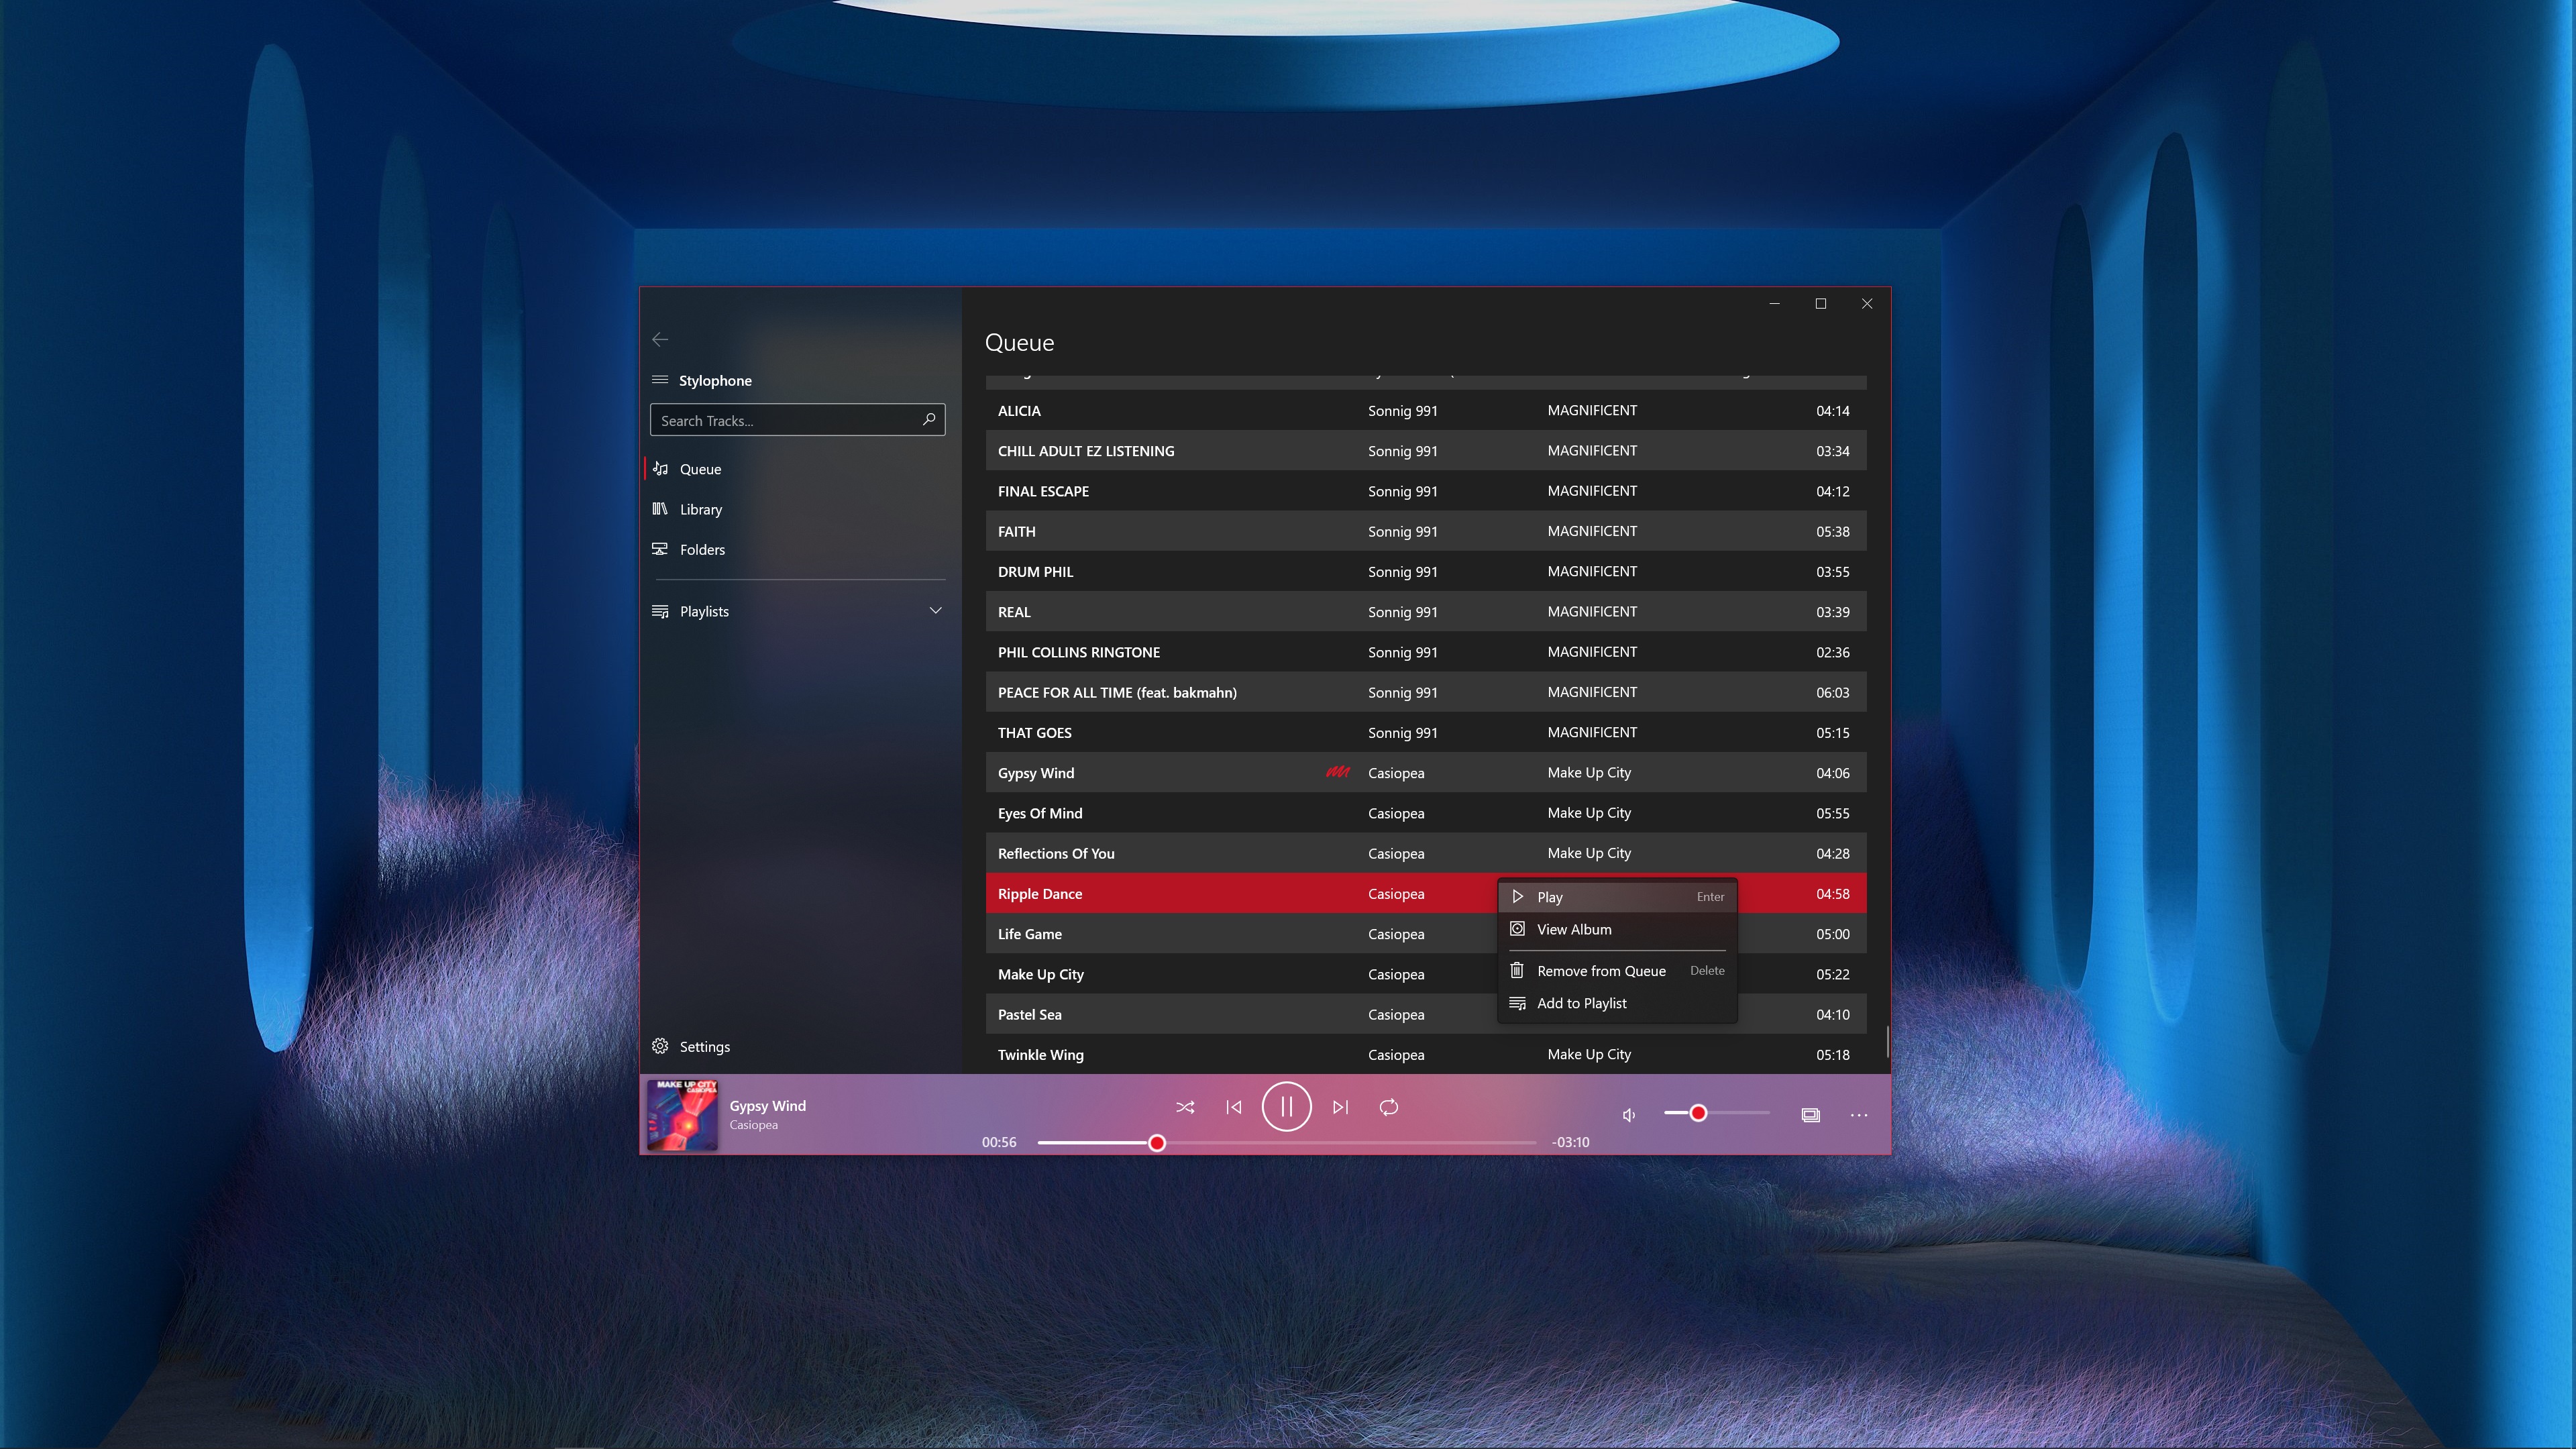 Stylophone
Search Tracks...
Queue
Library
Folders
Playlists
Settings
Queue
ALICIA Sonnig 991 MAGNIFICENT 04:14
CHILL ADULT EZ LISTENING Sonnig 991 MAGNIFICENT 03:34
FINAL ESCAPE Sonnig 991 MAGNIFICENT 04:12
FAITH Sonnig 991 MAGNIFICENT 05:38
DRUM PHIL Sonnig 991 MAGNIFICENT 03:55
REAL Sonnig 991 MAGNIFICENT 03:39
PHIL COLLINS RINGTONE Sonnig 991 MAGNIFICENT 02:36
PEACE FOR ALL TIME (feat. bakmahn) Sonnig 991 MAGNIFICENT 06:03
THAT GOES Sonnig 991 MAGNIFICENT 05:15
Gypsy Wind Casiopea Make Up City 04:06
Eyes Of Mind Casiopea Make Up City 05:55
Reflections Of You Casiopea Make Up City 04:28
Ripple Dance Casiopea 04:58
Life Game Casiopea 05:00
Make Up City Casiopea 05:22
Pastel Sea Casiopea 04:10
Twinkle Wing Casiopea Make Up City 05:18
Play Enter
View Album
Remove from Queue Delete
Add to Playlist
MAKE UP CITY
CASIOPEA
Gypsy Wind
Casiopea
00:56 -03:10